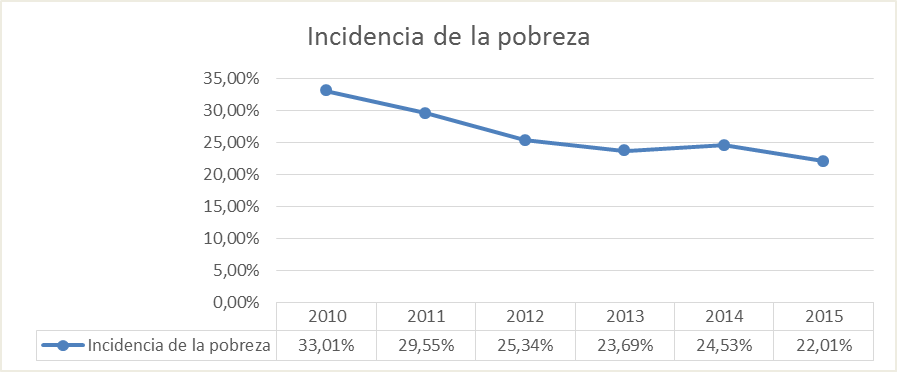 Incidencia de la pobreza
35,00%
30,00%
25,00%
20,00%
15,00%
10,00%
5,00%
0,00%
2010 2011 2012 2013 2014 2015
Incidencia de la pobreza 33,01% 29,55% 25,34% 23,69% 24,53% 22,01%